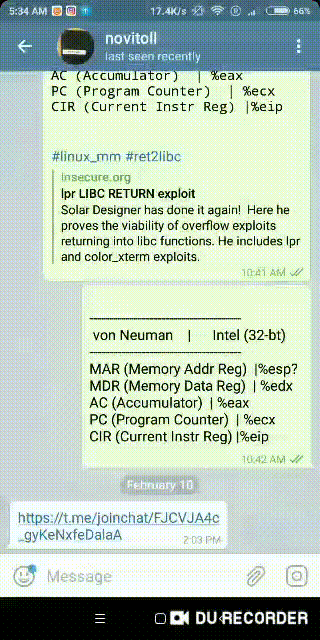 5:34 AM
17.4K/s
66%
novitoll
last seen recently
AC (Accumulator) | %eax
PC (Program Counter) | %ecx
CIR (Current Instr Reg) |%eip
#linux_mm #ret2libc
insecure.org
lpr LIBC RETURN exploit
Solar Designer has done it again! Here he
proves the viability of overflow exploits
returning into libc functions. He includes lpr
and color_xterm exploits.
10:41 AM
von Neuman | Intel (32-bt)
MAR (Memory Addr Reg) |%esp?
MDR (Memory Data Reg) | %edx
AC (Accumulator) | %eax
PC (Program Counter) | %ecx
CIR (Current Instr Reg) |%eip
10:42 AM
February 10
https://t.me/joinchat/FJCVJA4c
_gyKeNxfeDalaA
2:03 PM
Message
DU RECORDER